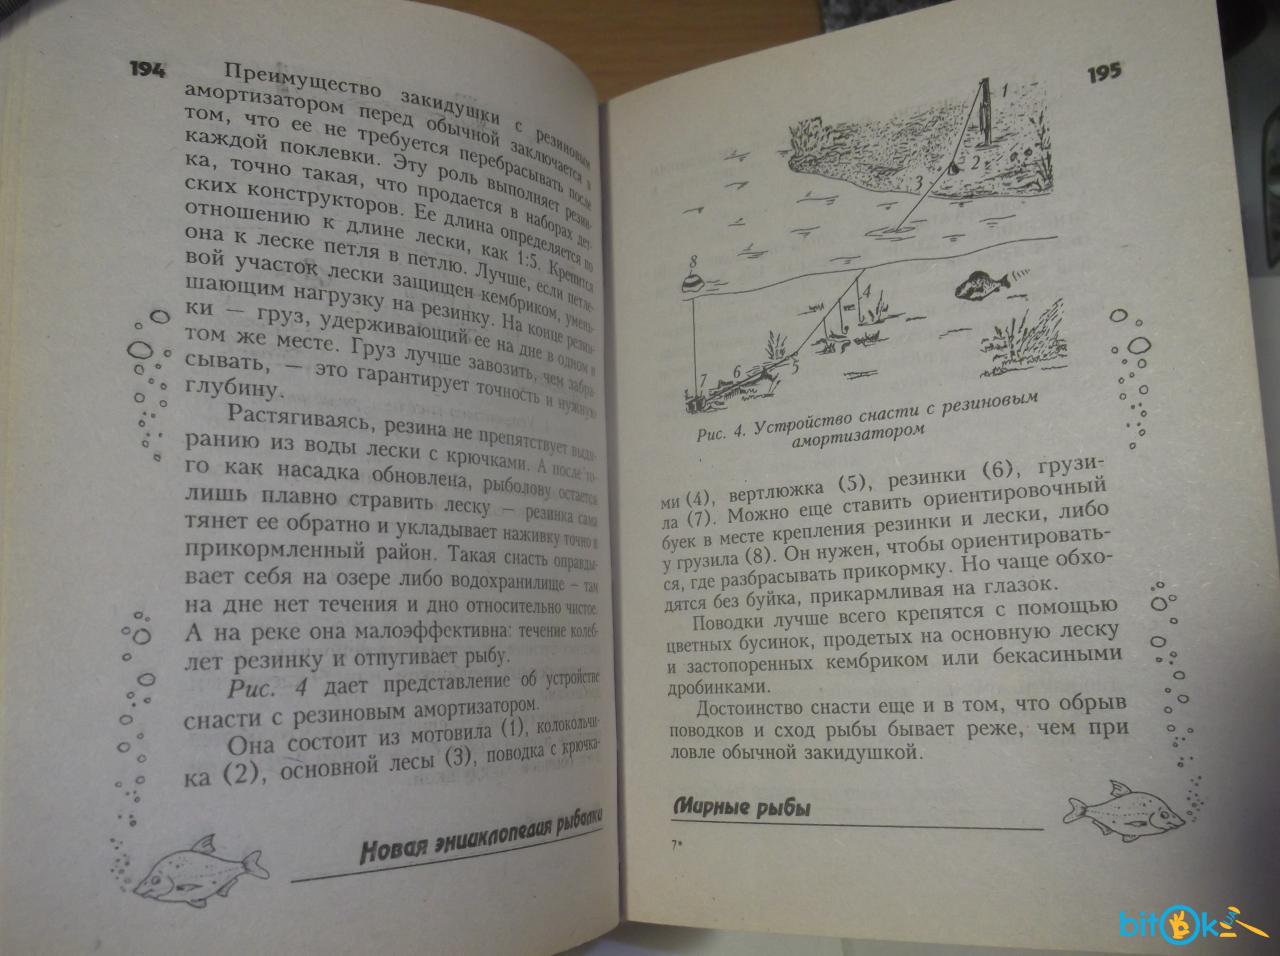 194
Преимущество закидушки с резиновым
амортизатором перед обычной заключается в
том, что ее не требуется перебрасывать после
каждой поклевки. Эту роль выполняет резин-
ка, точно такая, что продается в наборах дет-
ских конструкторов. Ее длина определяется по
отношению к длине лески, как 1:5. Крепится
она к леске петля в петлю. Лучше, если петле-
вой участок лески защищен кембриком, умень-
шающим нагрузку на резинку. На конце резин-
ки — груз, удерживающий ее на дне в одном и
том же месте. Груз лучше завозить, чем забра-
сывать, — это гарантирует точность и нужную
глубину.
Растягиваясь, резина не препятствует выди-
ранию из воды лески с крючками. А после то-
го как насадка обновлена, рыболову остается
лишь плавно стравить леску — резинка сама
тянет ее обратно и укладывает наживку точно в
прикормленный район. Такая снасть оправды-
вает себя на озере либо водохранилище – там
на дне нет течения и дно относительно чистое.
А на реке она малоэффективна: течение колеб-
лет резинку и отпугивает рыбу.
Рис. 4 дает представление об устройстве
снасти с резиновым амортизатором.
Она состоит из мотовила (1), колокольчи-
ка (2), основной лесы (3), поводка с крючка-
Новая энциклопедия рыбалки
195
1
2
3
8
4
5
6
7
Рис. 4. Устройство снасти с резиновым
амортизатором
ми (4), вертлюжка (5), резинки (6), грузи-
ла (7). Можно еще ставить ориентировочный
буек в месте крепления резинки и лески, либо
у грузила (8). Он нужен, чтобы ориентировать-
ся, где разбрасывать прикормку. Но чаще обхо-
дятся без буйка, прикармливая на глазок.
Поводки лучше всего крепятся с помощью
цветных бусинок, продетых на основную леску
и застопоренных кембриком или бекасиными
дробинками.
Достоинство снасти еще и в том, что обрыв
поводков и сход рыбы бывает реже, чем при
ловле обычной закидушкой.
Мирные рыбы
7*
bitok.ua